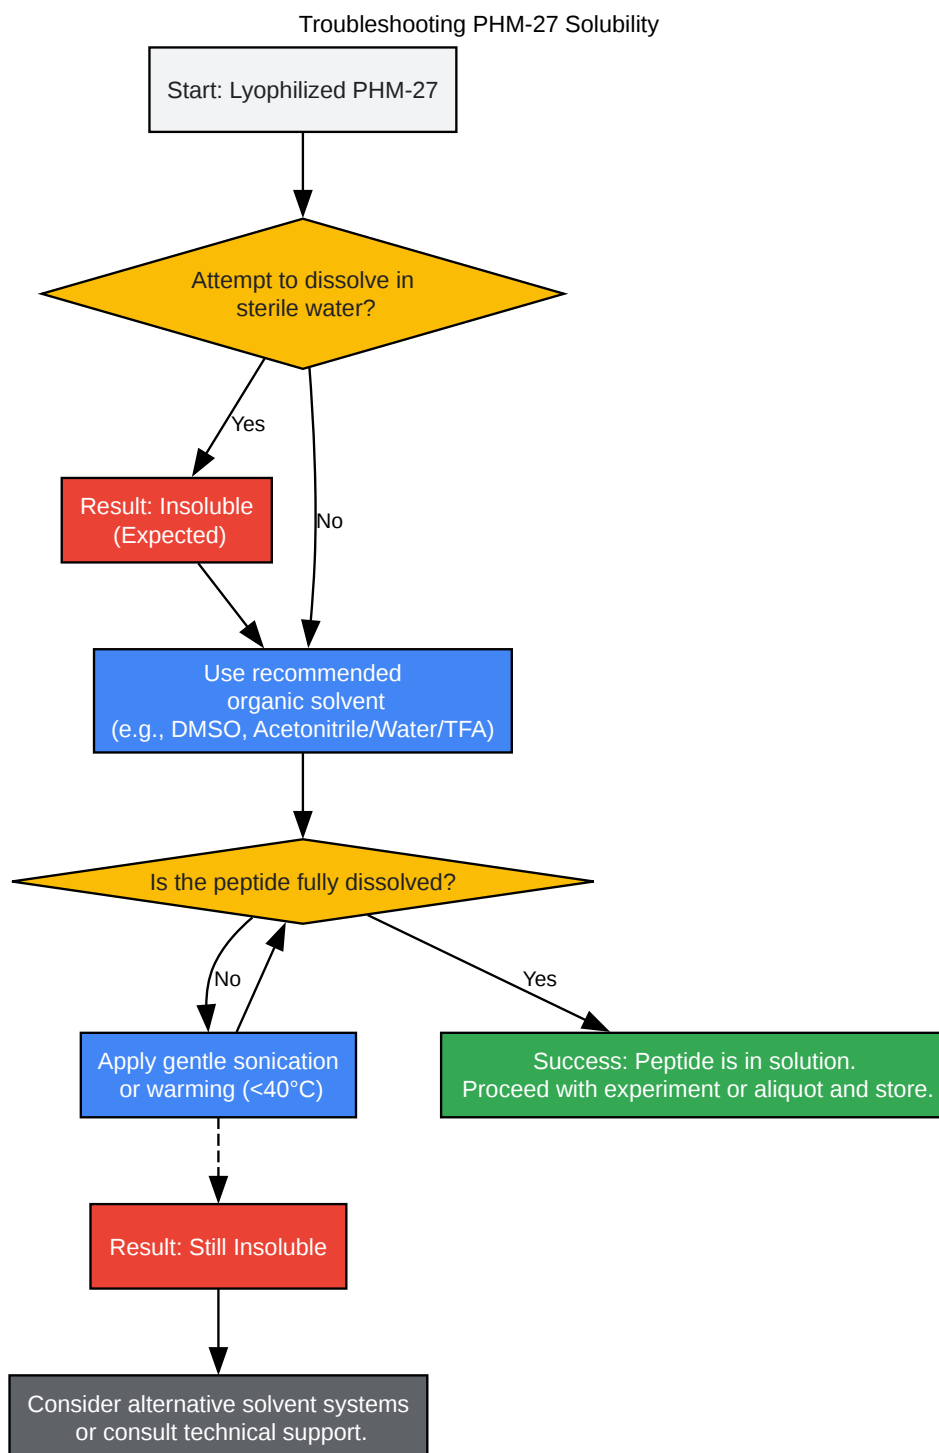 Troubleshooting PHM-27 Solubility
Start: Lyophilized PHM-27
Attempt to dissolve in
sterile water?
Yes
Result: Insoluble
(Expected)
No
Use recommended
organic solvent
(e.g., DMSO, Acetonitrile/Water/TFA)
Is the peptide fully dissolved?
No
Yes
Apply gentle sonication
or warming (<40°C)
Success: Peptide is in solution.
Proceed with experiment or aliquot and store.
Result: Still Insoluble
Consider alternative solvent systems
or consult technical support.